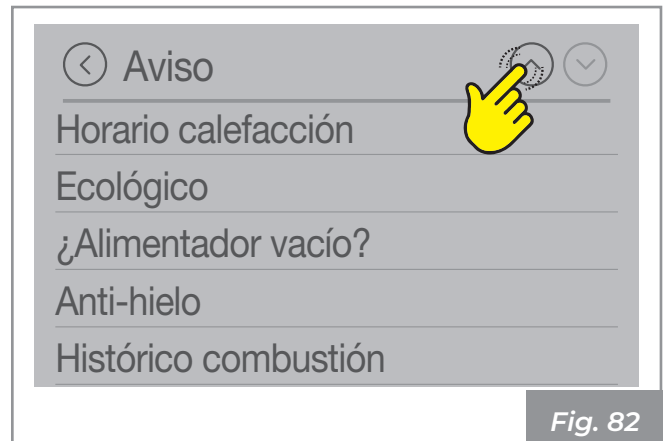 Aviso
Horario calefacción
Ecológico
¿Alimentador vacío?
Anti-hielo
Histórico combustión
Fig. 82